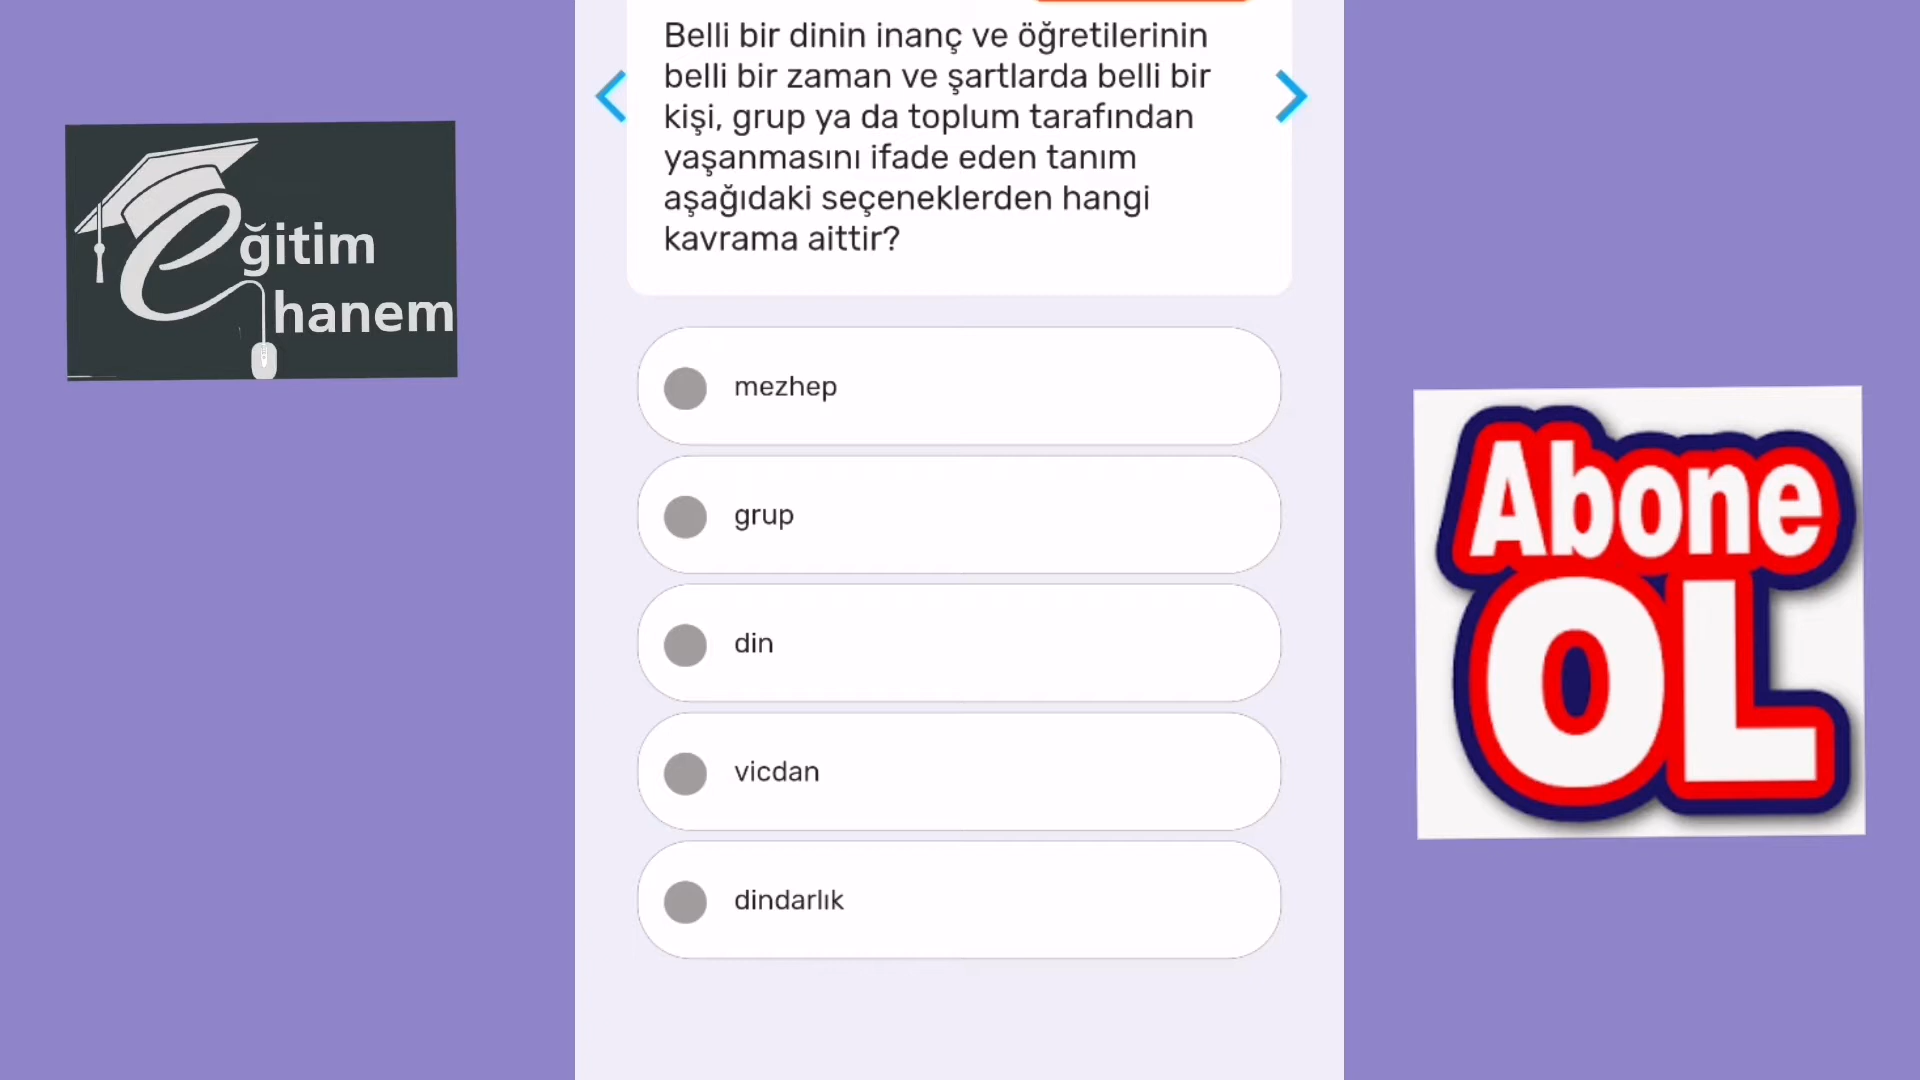 Belli bir dinin inanç ve öğretilerinin
belli bir zaman ve şartlarda belli bir
kişi, grup ya da toplum tarafından
yaşanmasını ifade eden tanım
aşağıdaki seçeneklerden hangi
kavrama aittir?
mezhep
grup
din
vicdan
dindarlık
eğitim
hanem
Abone
OL